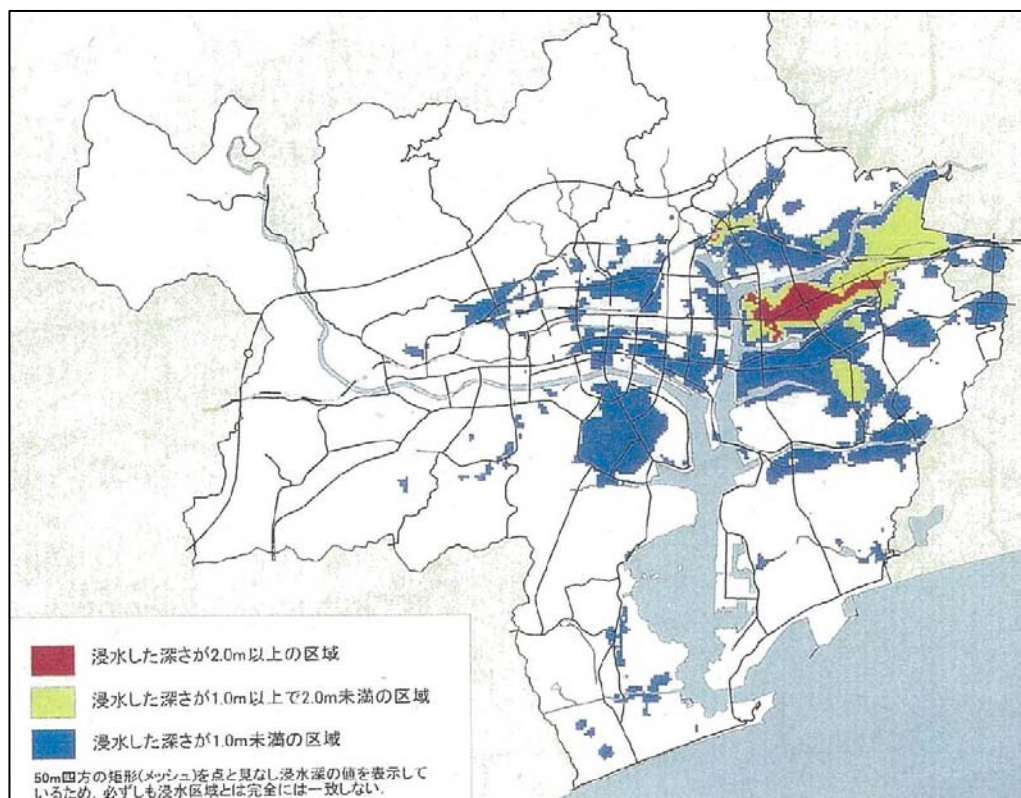 浸水した深さが2.0m以上の区域
浸水した深さが1.0m以上で2.0m未満の区域
浸水した深さが1.0m未満の区域
50m四方の矩形(メッシュ)を点と見なし浸水深の値を表示して
いるため、必ずしも浸水区域とは完全には一致しない.